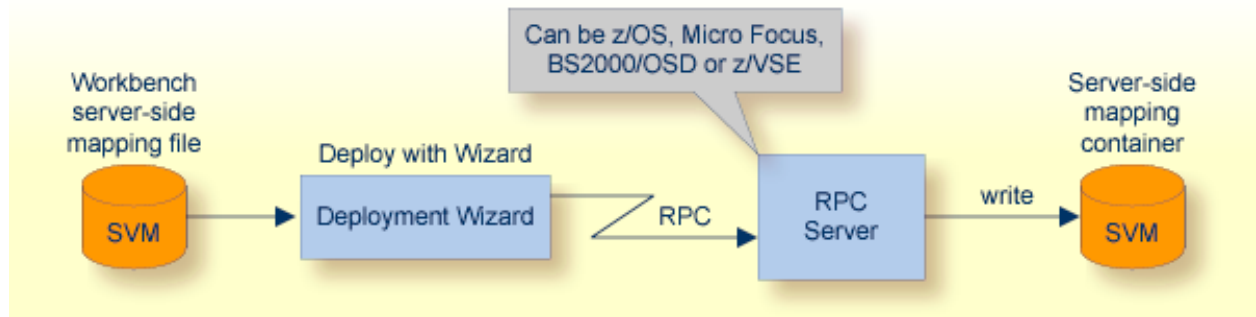 Can be z/OS, Micro Focus,
BS2000/OSD or z/VSE
Workbench
server-side
mapping file
SVM
Deploy with Wizard
Deployment Wizard
RPC
RPC
Server
write
Server-side
mapping
container
SVM